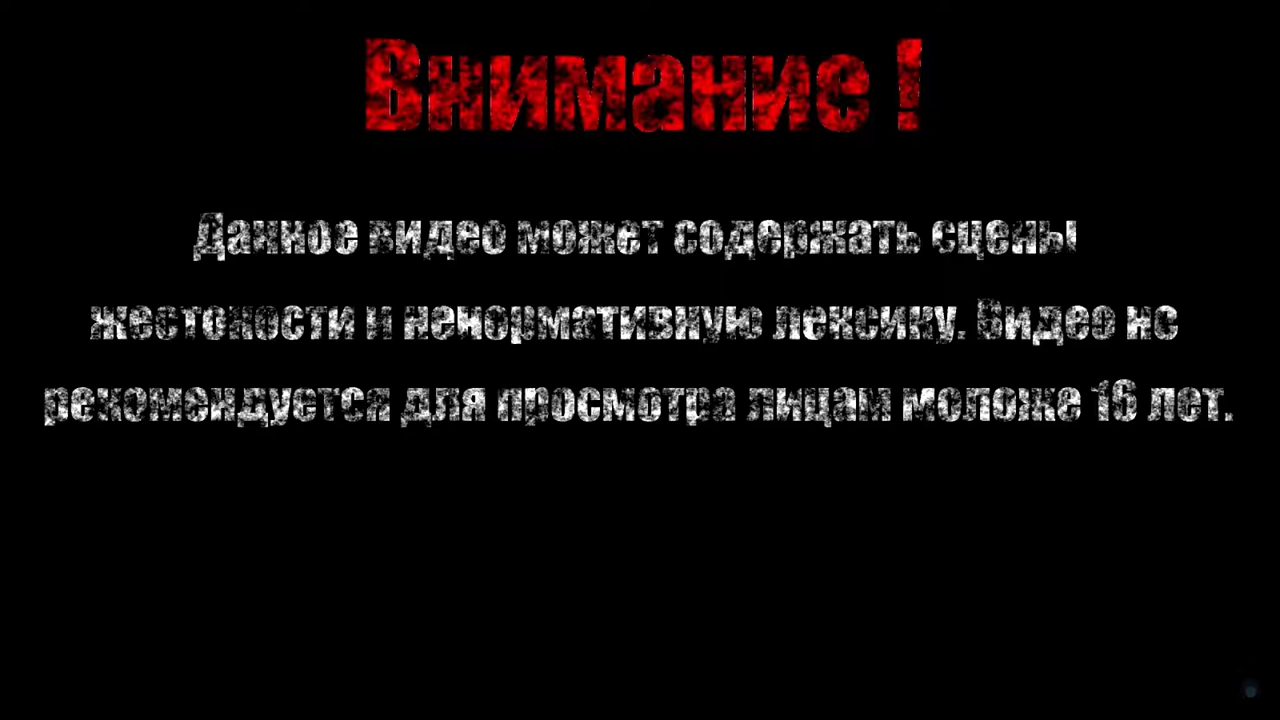 Внимание !
Данное видео может содержать сцены
жестокости и ненормативную лексику. Видео не
рекомендуется для просмотра лицам моложе 16 лет.